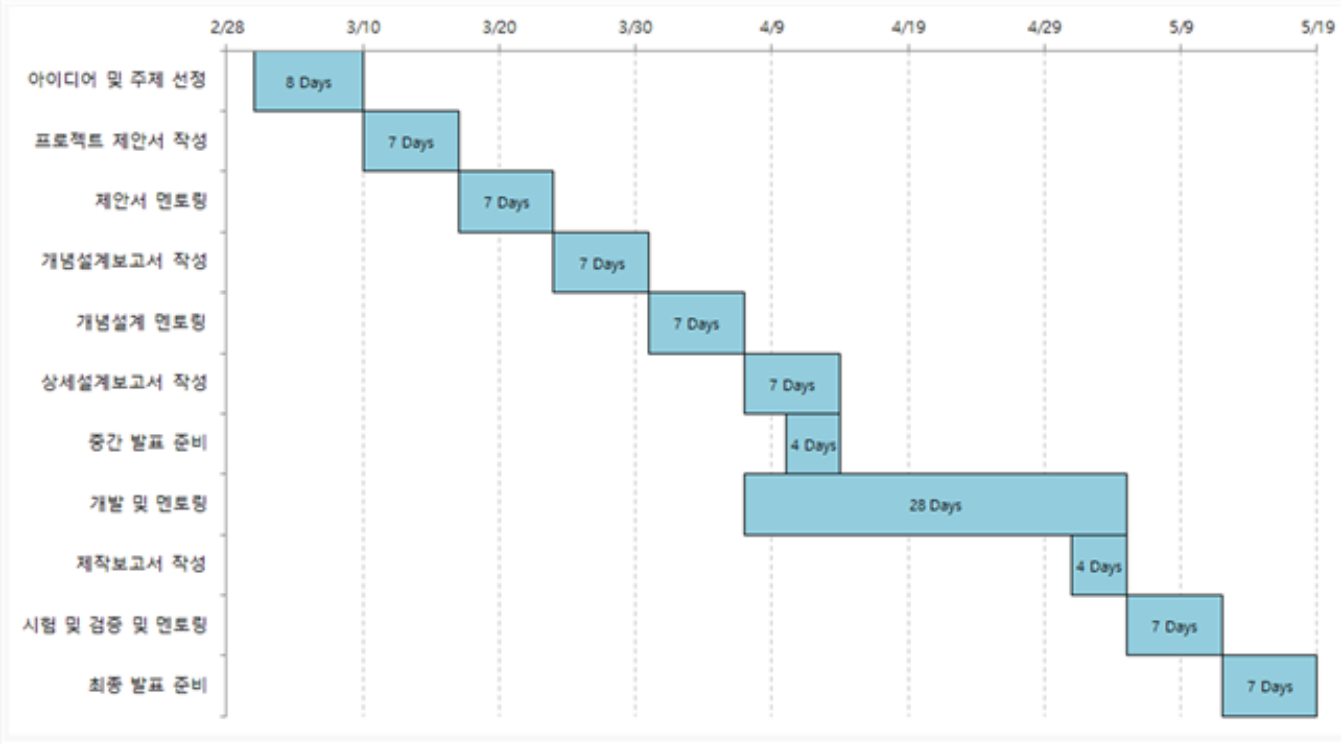 2/28 3/10 3/20 3/30 4/9 4/19 4/29 5/9 5/19
아이디어 및 주제 선정 8 Days
프로젝트 제안서 작성 7 Days
제안서 멘토링 7 Days
개념설계보고서 작성 7 Days
개념설계 멘토링 7 Days
상세설계보고서 작성 7 Days
중간 발표 준비 4 Days
개발 및 멘토링 28 Days
제작보고서 작성 4 Days
시험 및 검증 및 멘토링 7 Days
최종 발표 준비 7 Days